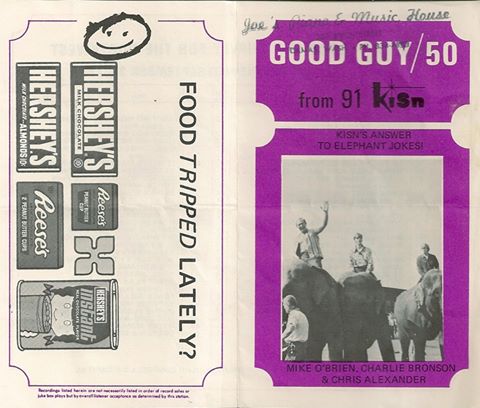 FOOD TRIPPED LATELY?
HERSHEY'S
MILK CHOCOLATE-ALMONDS
HERSHEY'S
MILK CHOCOLATE
Reese's
2 PEANUT BUTTER CUPS
Reese's
PEANUT BUTTER
CUP
HERSHEY'S
instant
Recordings listed herein are not necessarily listed in order of record sales or
juke box plays but by overall listener acceptance as determined by this station.
Joe's Piano & Music House
GOOD GUY/50
from 91 kisn
KISN'S ANSWER
TO ELEPHANT JOKES!
MIKE O'BRIEN, CHARLIE BRONSON
& CHRIS ALEXANDER